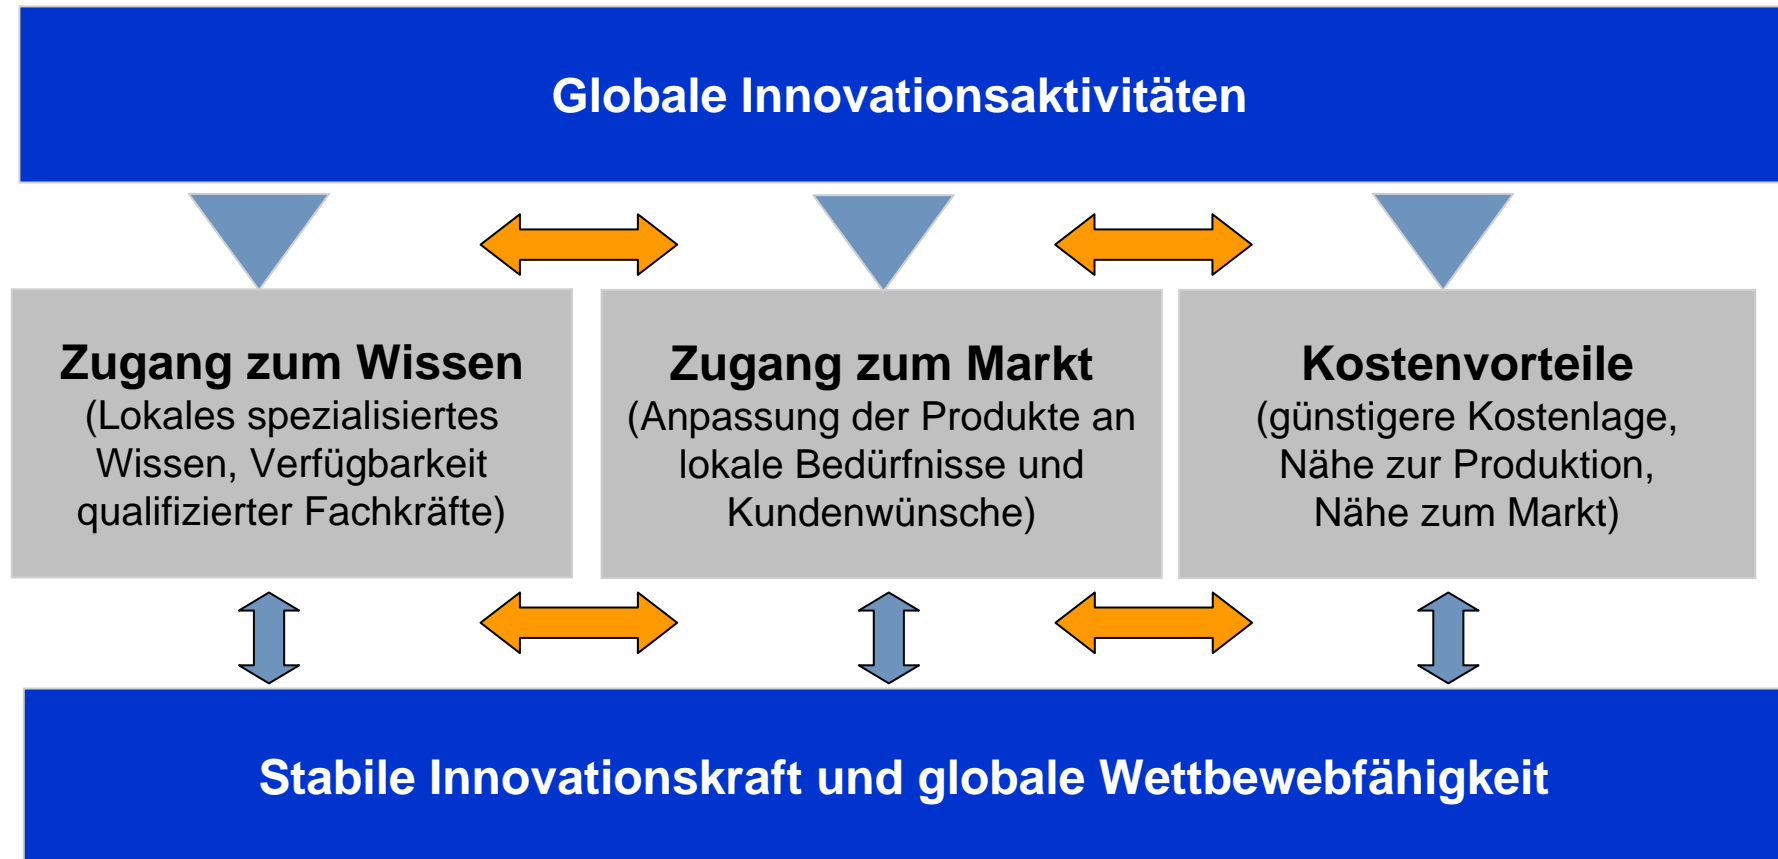 Globale Innovationsaktivitäten
Zugang zum Wissen
(Lokales spezialisiertes
Wissen, Verfügbarkeit
qualifizierter Fachkräfte)
Zugang zum Markt
(Anpassung der Produkte an
lokale Bedürfnisse und
Kundenwünsche)
Kostenvorteile
(günstigere Kostenlage,
Nähe zur Produktion,
Nähe zum Markt)
Stabile Innovationskraft und globale Wettbewebfähigkeit